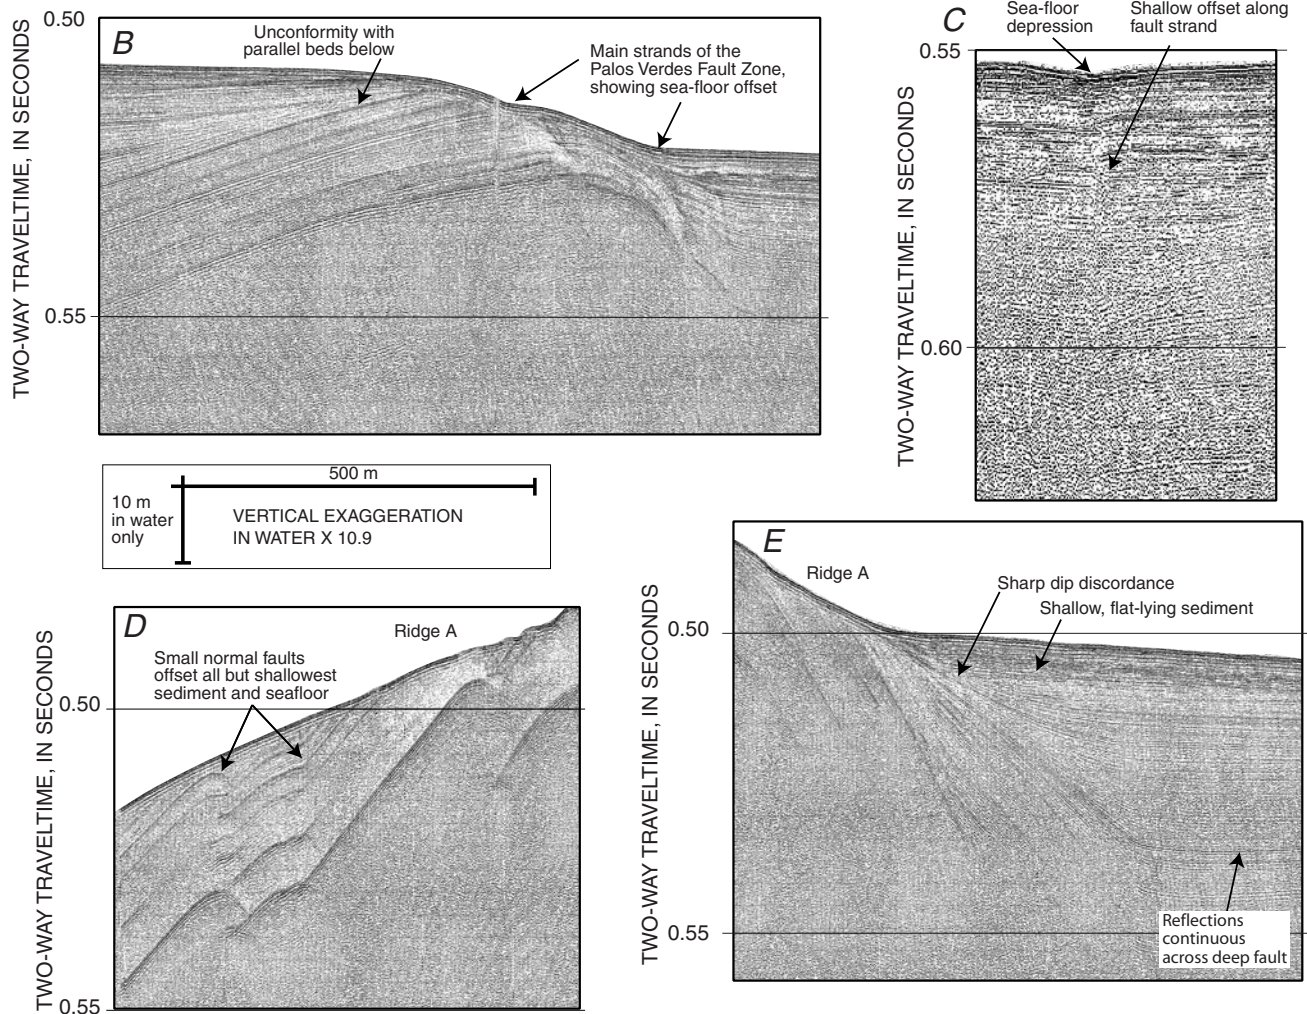 0.50
B
Unconformity with
parallel beds below
Main strands of the
Palos Verdes Fault Zone,
showing sea-floor offset
0.55
TWO-WAY TRAVELTIME, IN SECONDS
C
Sea-floor
depression
Shallow offset along
fault strand
0.55
0.60
TWO-WAY TRAVELTIME, IN SECONDS
500 m
10 m
in water
only
VERTICAL EXAGGERATION
IN WATER X 10.9
D
Ridge A
Small normal faults
offset all but shallowest
sediment and seafloor
0.50
0.55
TWO-WAY TRAVELTIME, IN SECONDS
E
Ridge A
Sharp dip discordance
Shallow, flat-lying sediment
0.50
0.55
Reflections
continuous
across deep fault
TWO-WAY TRAVELTIME, IN SECONDS